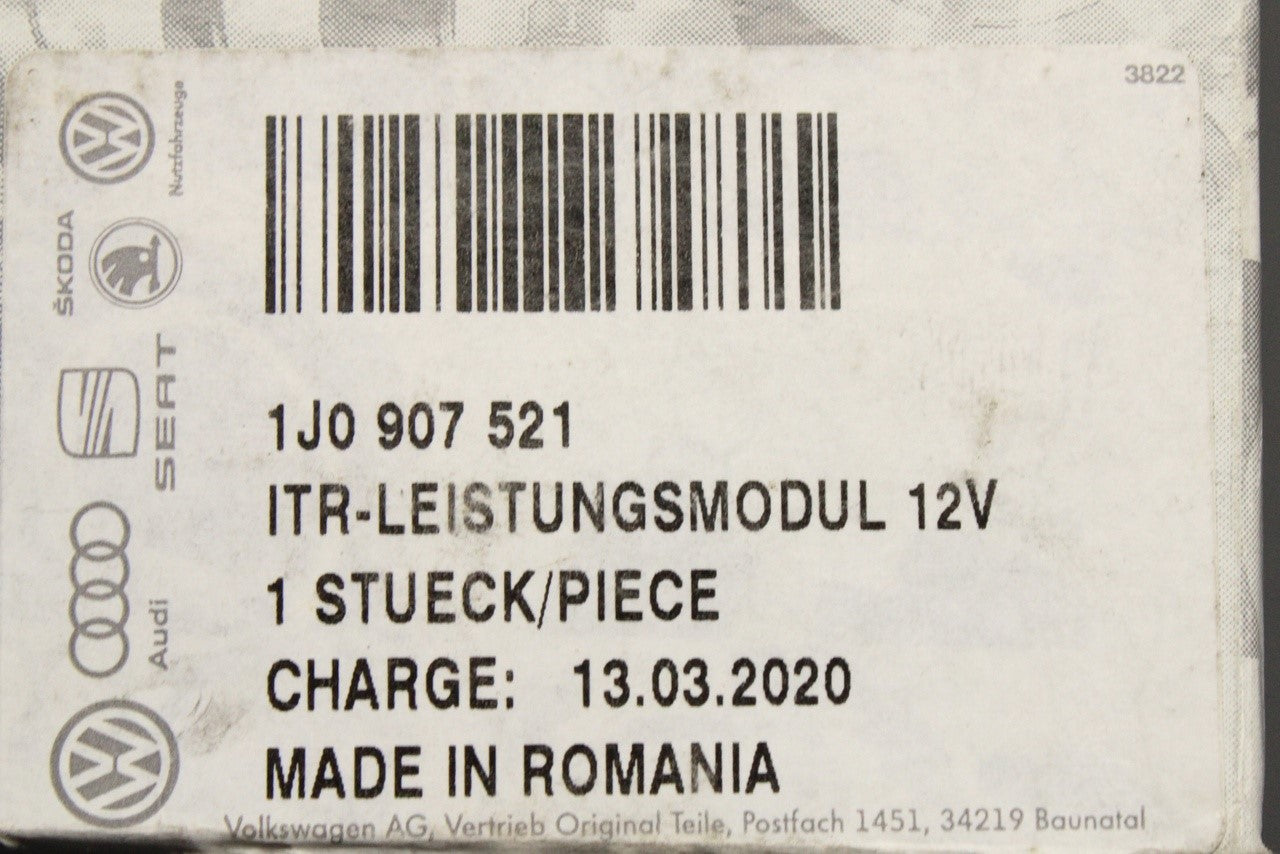 3822
Nutzfahrzeuge
ŠKODA
SEAT
Audi
1J0 907 521
ITR-LEISTUNGSMODUL 12V
1 STUECK/PIECE
CHARGE: 13.03.2020
MADE IN ROMANIA
Volkswagen AG, Vertrieb Original Teile, Postfach 1451, 34219 Baunatal